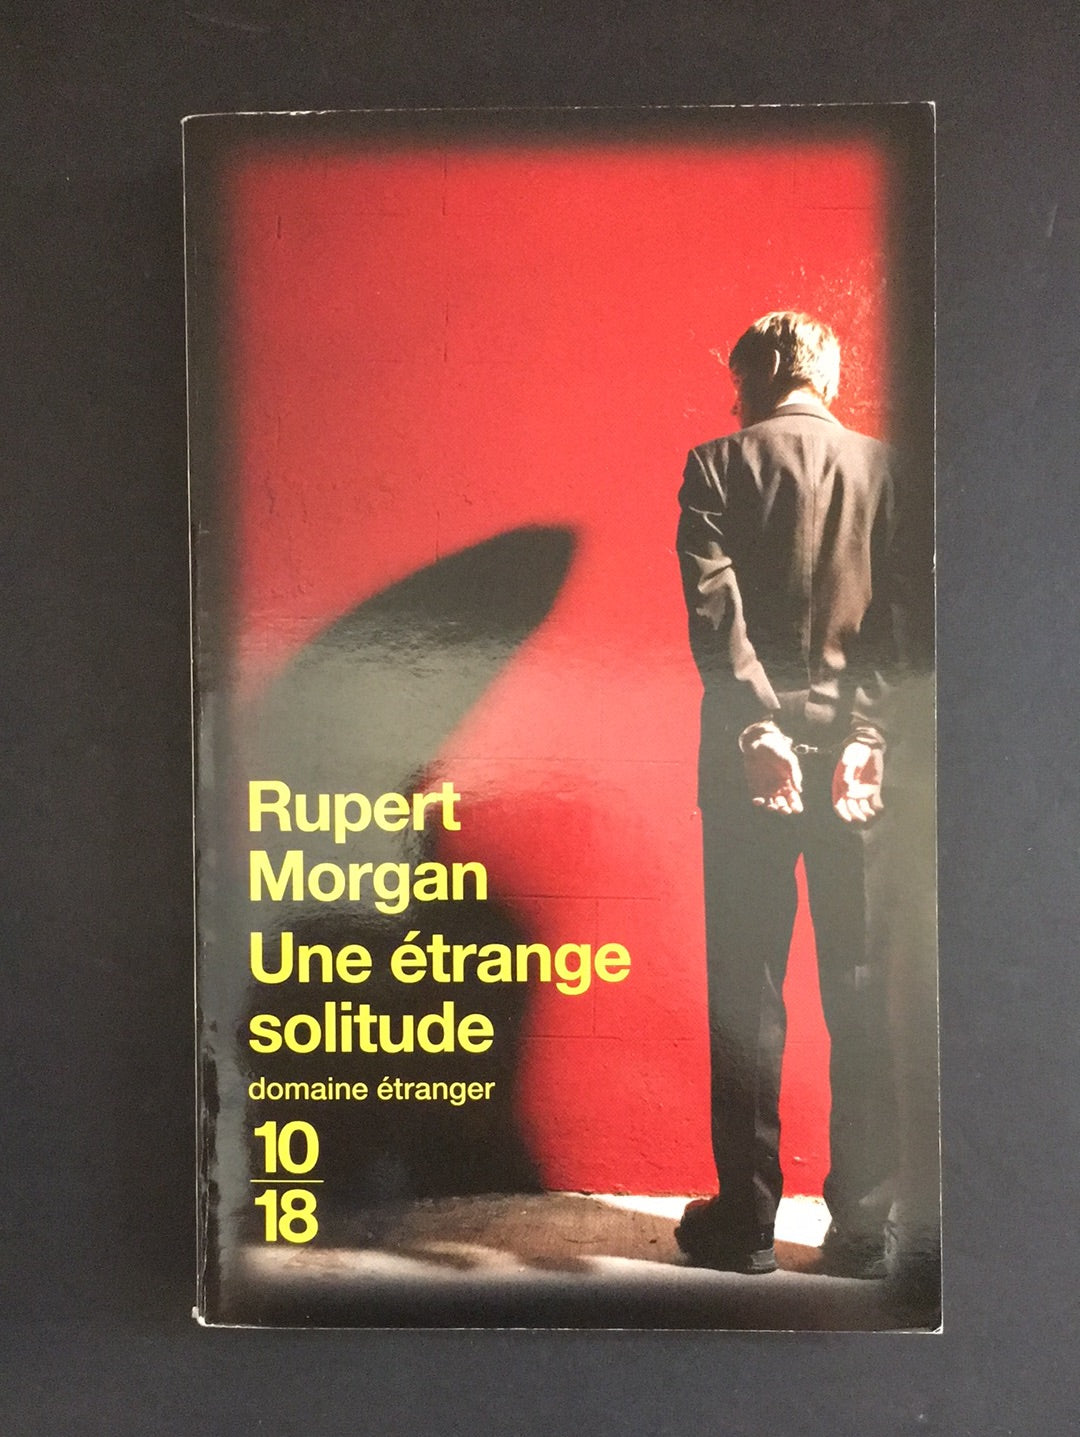 Rupert
Morgan
Une étrange
solitude
domaine étranger
10
18